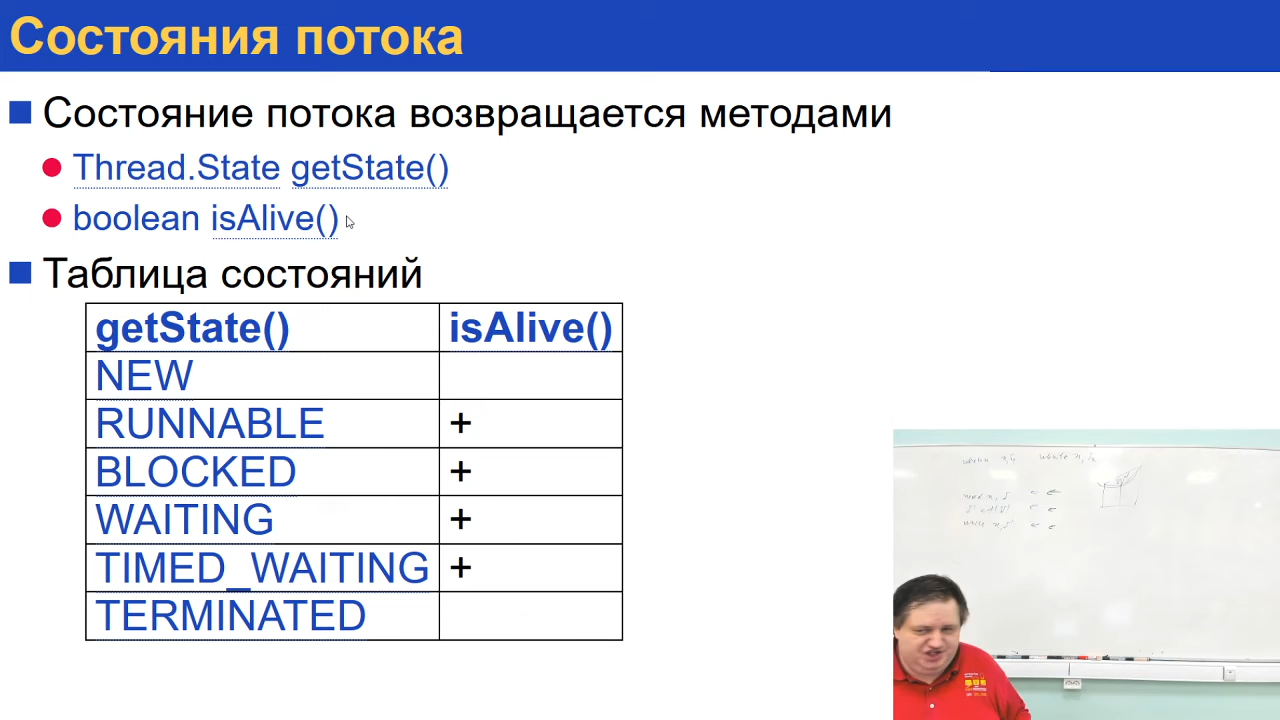 Состояния потока
Состояние потока возвращается методами
Thread.State getState()
boolean isAlive()
Таблица состояний
getState() isAlive()
NEW
RUNNABLE +
BLOCKED +
WAITING +
TIMED_WAITING +
TERMINATED